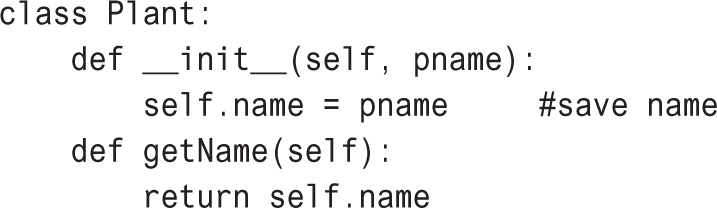 class Plant:
    def __init__(self, pname):
        self.name = pname     #save name
    def getName(self):
        return self.name